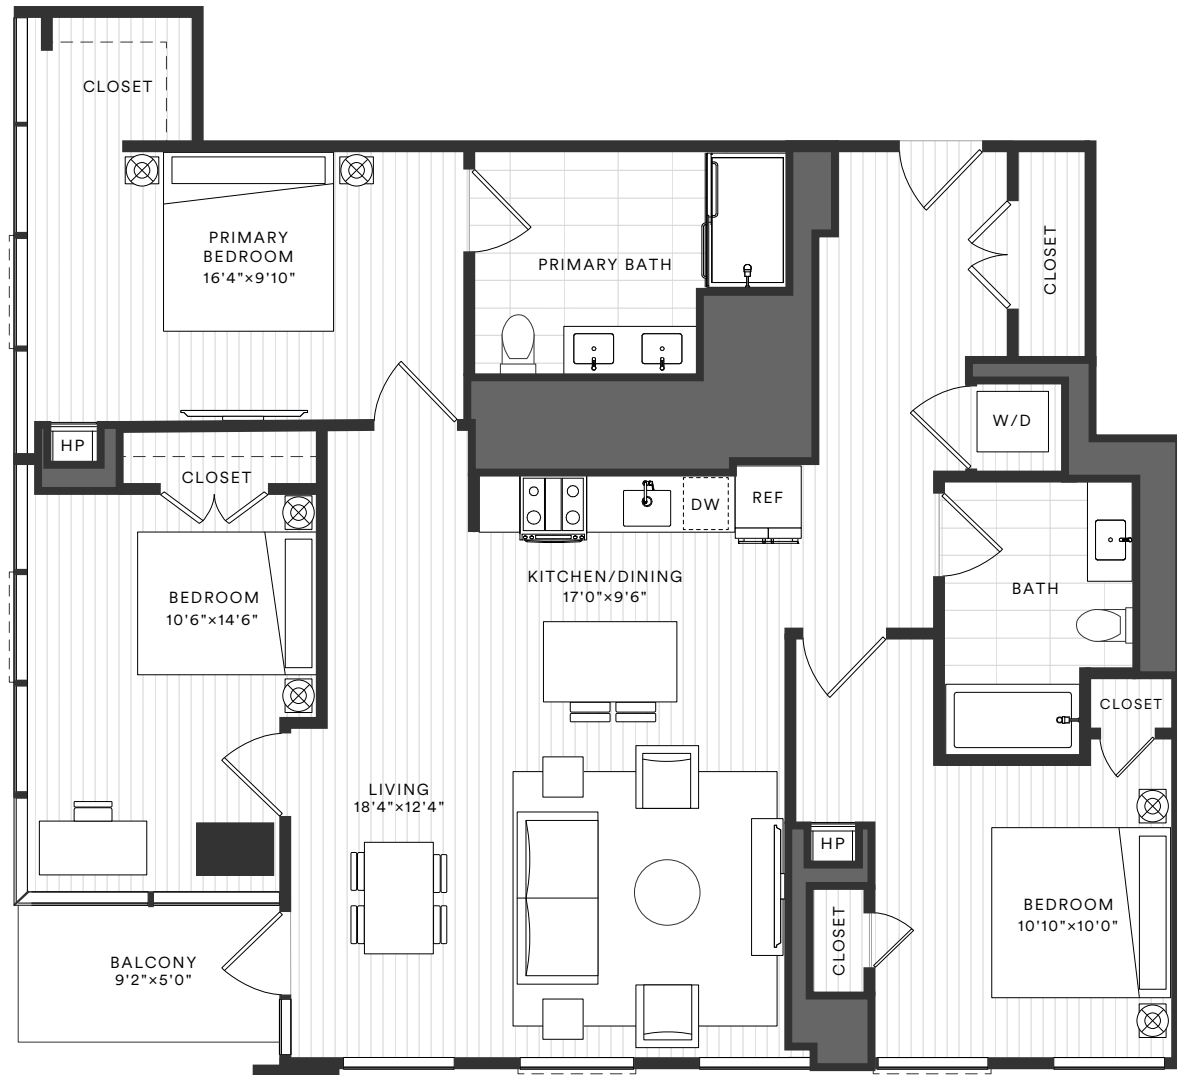 CLOSET
PRIMARY
BEDROOM
16'4"×9'10"
PRIMARY BATH
CLOSET
HP
CLOSET
W/D
DW
REF
BEDROOM
10'6"×14'6"
KITCHEN/DINING
17'0"×9'6"
BATH
CLOSET
LIVING
18'4"×12'4"
HP
CLOSET
BEDROOM
10'10"×10'0"
BALCONY
9'2"×5'0"